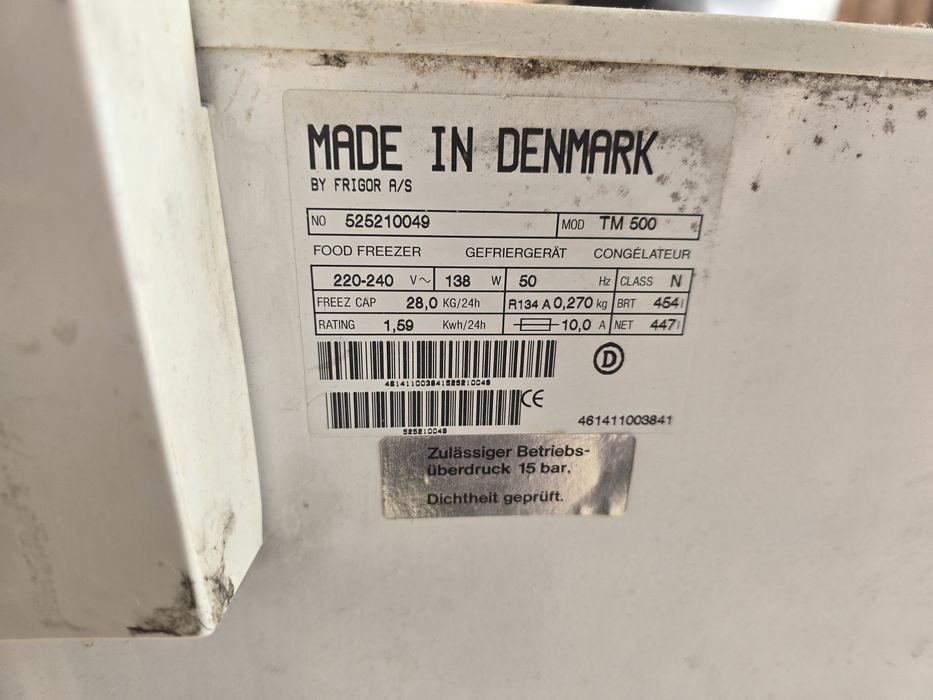 MADE IN DENMARK
BY FRIGOR A/S
NO 525210049 MOD TM 500
FOOD FREEZER GEFRIERGERÄT CONGÉLATEUR
220-240 V~ 138 W 50 Hz CLASS N
FREEZ CAP 28,0 KG/24h R134 A 0,270 kg BRT 454 l
RATING 1,59 Kwh/24h 10,0 A NET 447 l
D
461411003841525210049
CE
525210049
461411003841
Zulässiger Betriebs-
überdruck 15 bar.
Dichtheit geprüft.